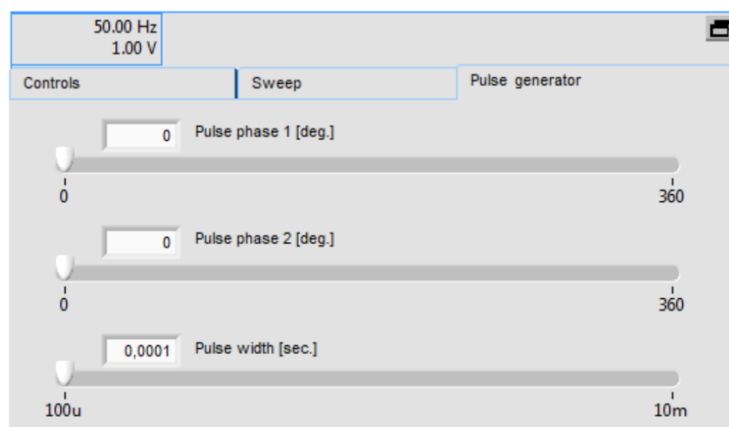 50.00 Hz
1.00 V
Controls Sweep Pulse generator
0 Pulse phase 1 [deg.]
0 360
0 Pulse phase 2 [deg.]
0 360
0,0001 Pulse width [sec.]
100u 10m